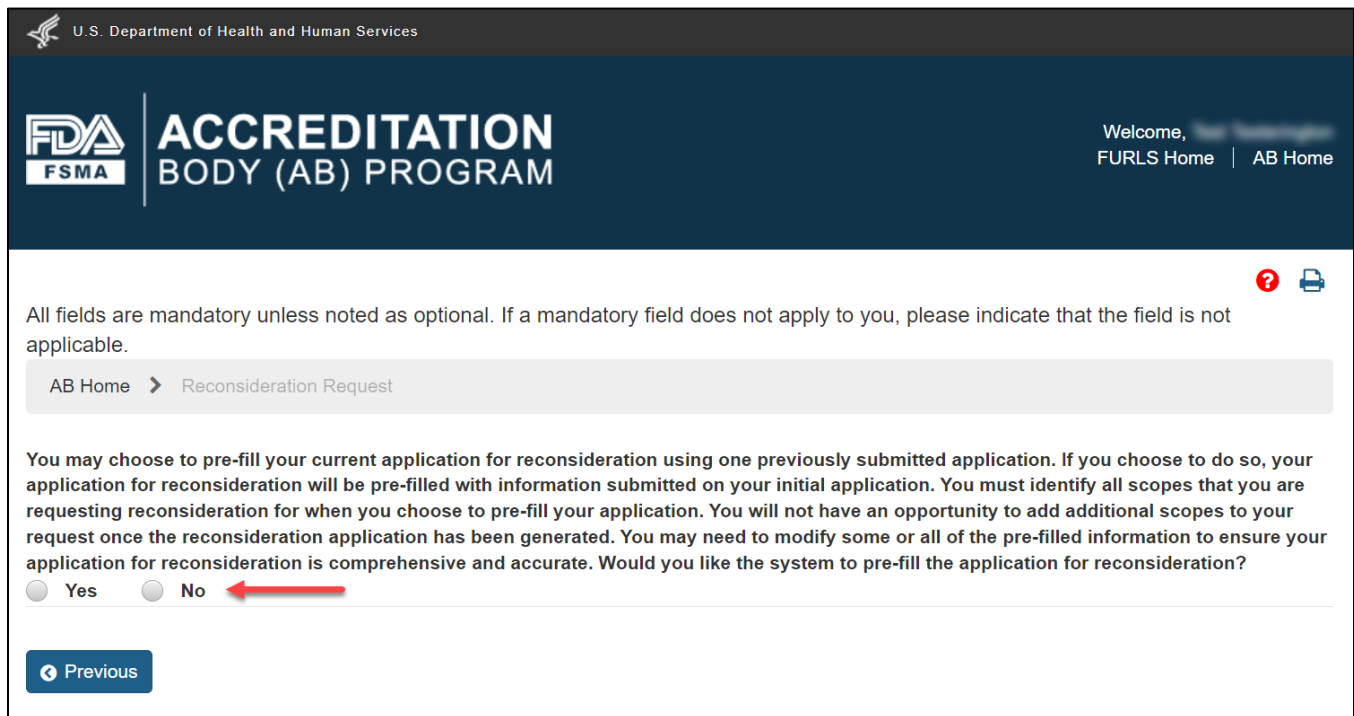 U.S. Department of Health and Human Services
FDA
FSMA
ACCREDITATION
BODY (AB) PROGRAM
Welcome,
FURLS Home | AB Home
?
All fields are mandatory unless noted as optional. If a mandatory field does not apply to you, please indicate that the field is not
applicable.
AB Home > Reconsideration Request
You may choose to pre-fill your current application for reconsideration using one previously submitted application. If you choose to do so, your
application for reconsideration will be pre-filled with information submitted on your initial application. You must identify all scopes that you are
requesting reconsideration for when you choose to pre-fill your application. You will not have an opportunity to add additional scopes to your
request once the reconsideration application has been generated. You may need to modify some or all of the pre-filled information to ensure your
application for reconsideration is comprehensive and accurate. Would you like the system to pre-fill the application for reconsideration?
Yes No
Previous